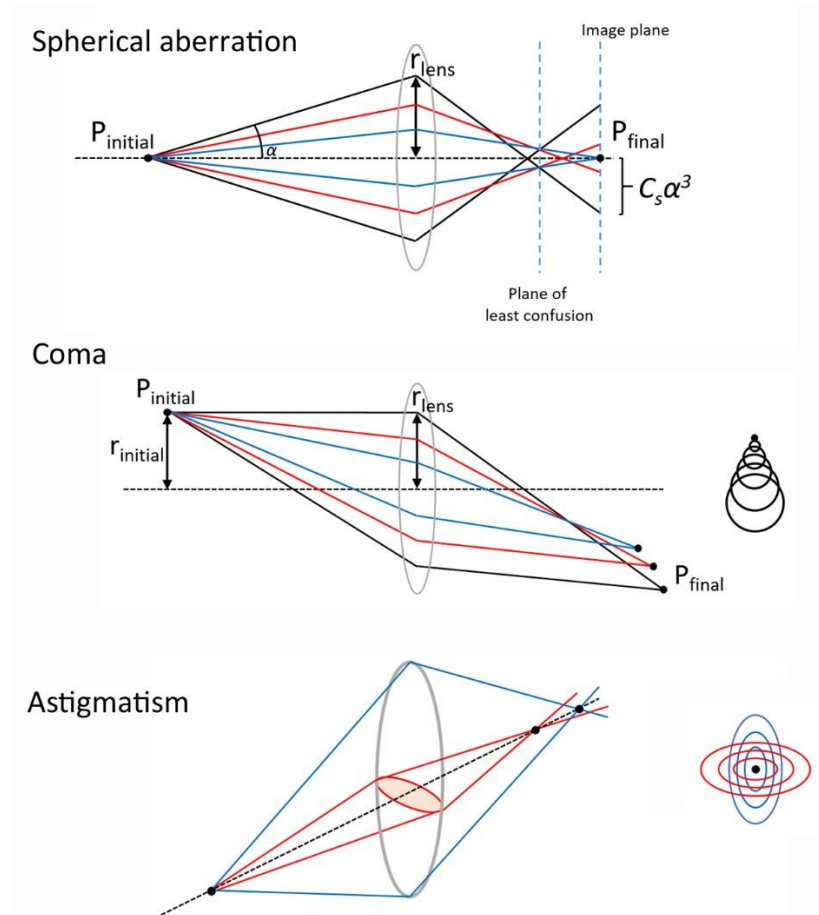 Spherical aberration
Image plane
r_lens
P_initial
α
P_final
C_sα^3
Plane of
least confusion
Coma
P_initial
r_lens
r_initial
P_final
Astigmatism